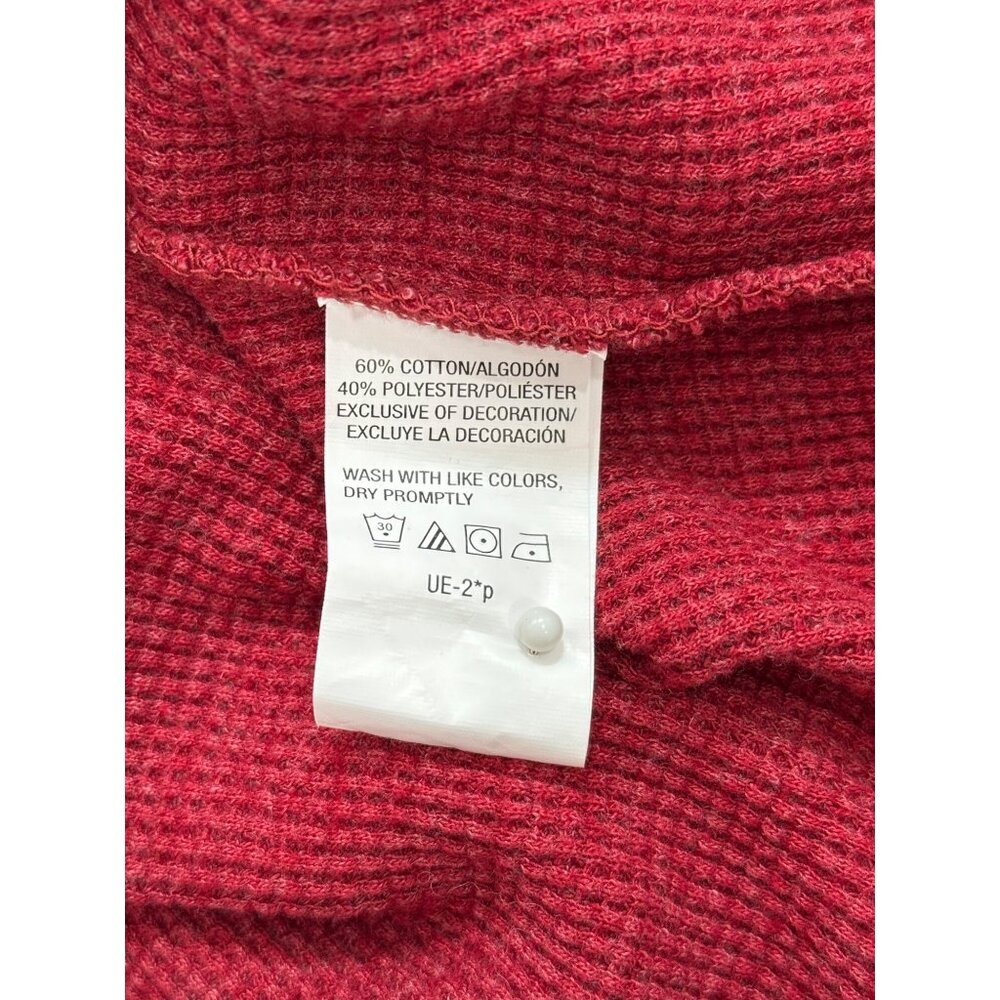 60% COTTON/ALGODÓN
40% POLYESTER/POLIÉSTER
EXCLUSIVE OF DECORATION/
EXCLUYE LA DECORACIÓN
WASH WITH LIKE COLORS,
DRY PROMPTLY
30
UE-2*p